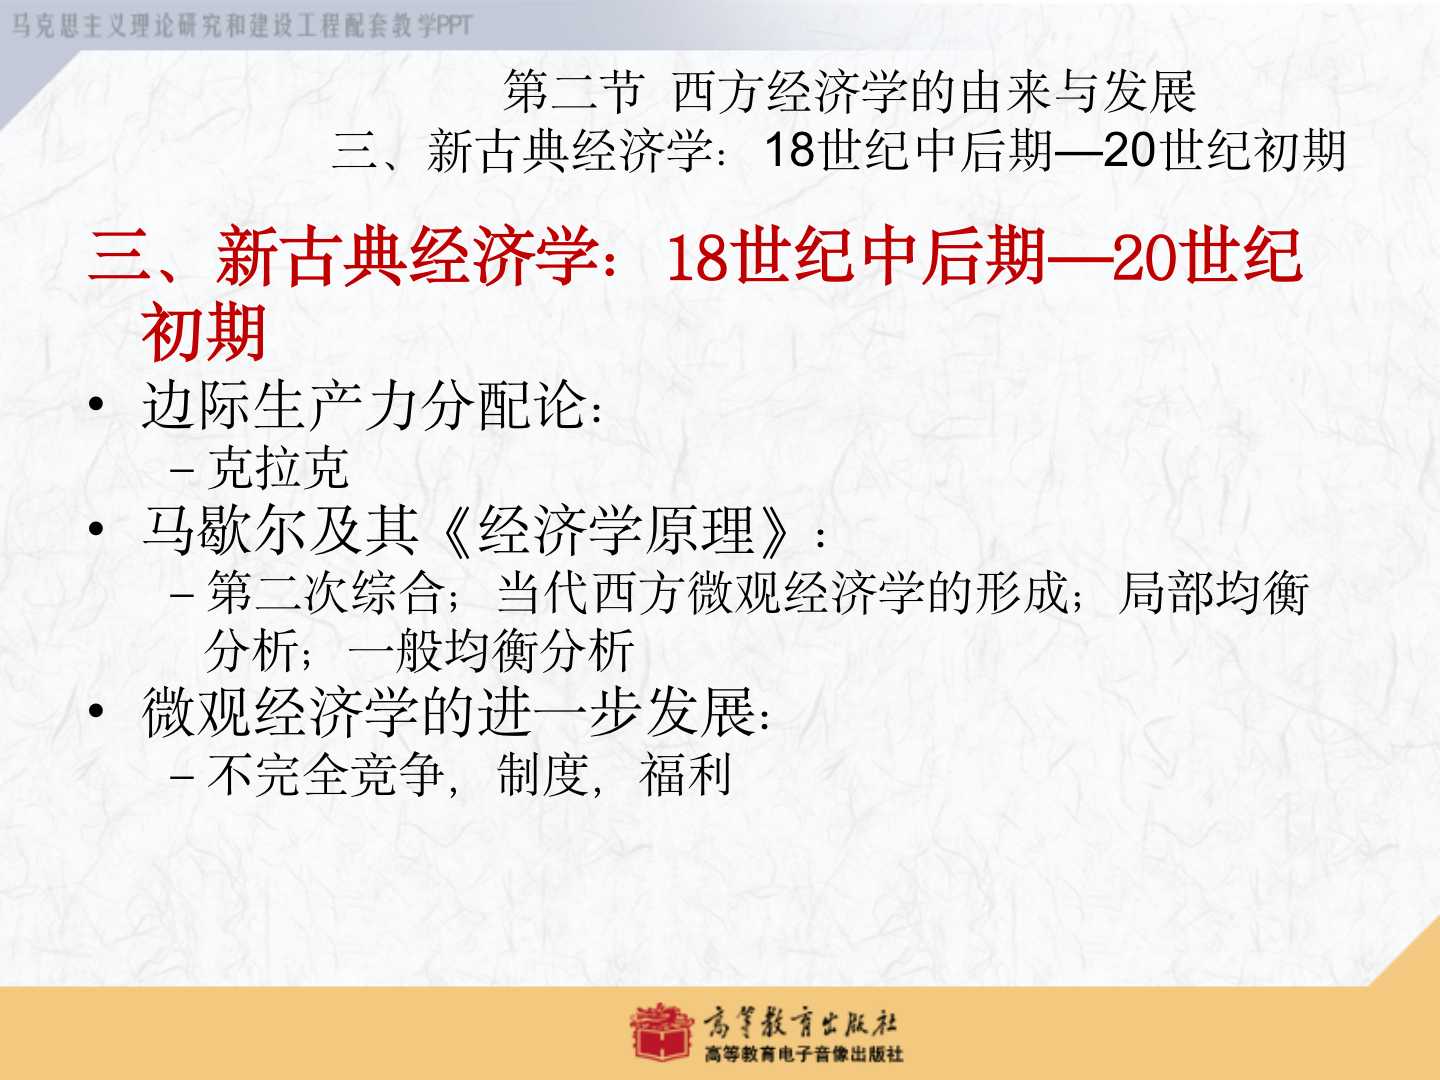 马克思主义理论研究和建设工程配套教学PPT
第二节 西方经济学的由来与发展
三、新古典经济学：18世纪中后期—20世纪初期
三、新古典经济学：18世纪中后期—20世纪
初期
• 边际生产力分配论：
– 克拉克
• 马歇尔及其《经济学原理》：
– 第二次综合；当代西方微观经济学的形成；局部均衡
分析；一般均衡分析
• 微观经济学的进一步发展：
– 不完全竞争，制度，福利
高等教育出版社
高等教育电子音像出版社